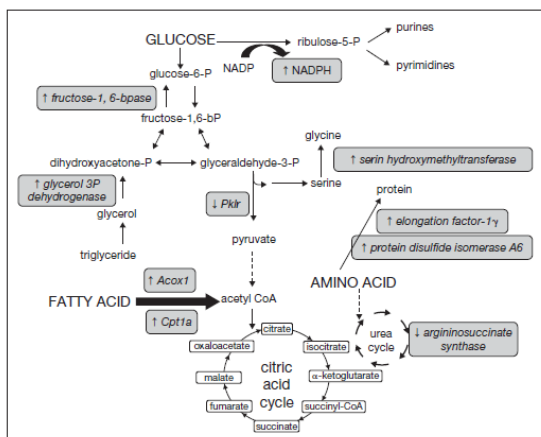 GLUCOSE
ribulose-5-P
purines
pyrimidines
NADP
↑ NADPH
glucose-6-P
↑ fructose-1, 6-bpase
fructose-1,6-bP
glycine
dihydroxyacetone-P
glyceraldehyde-3-P
↑ serin hydroxymethyltransferase
↑ glycerol 3P
dehydrogenase
serine
protein
↓ Pklr
glycerol
↑ elongation factor-1γ
pyruvate
↑ protein disulfide isomerase A6
triglyceride
↑ Acox1
AMINO ACID
FATTY ACID
acetyl CoA
↑ Cpt1a
citrate
oxaloacetate
isocitrate
urea
cycle
↓ argininosuccinate
synthase
citric
acid
cycle
malate
α-ketoglutarate
fumarate
succinyl-CoA
succinate